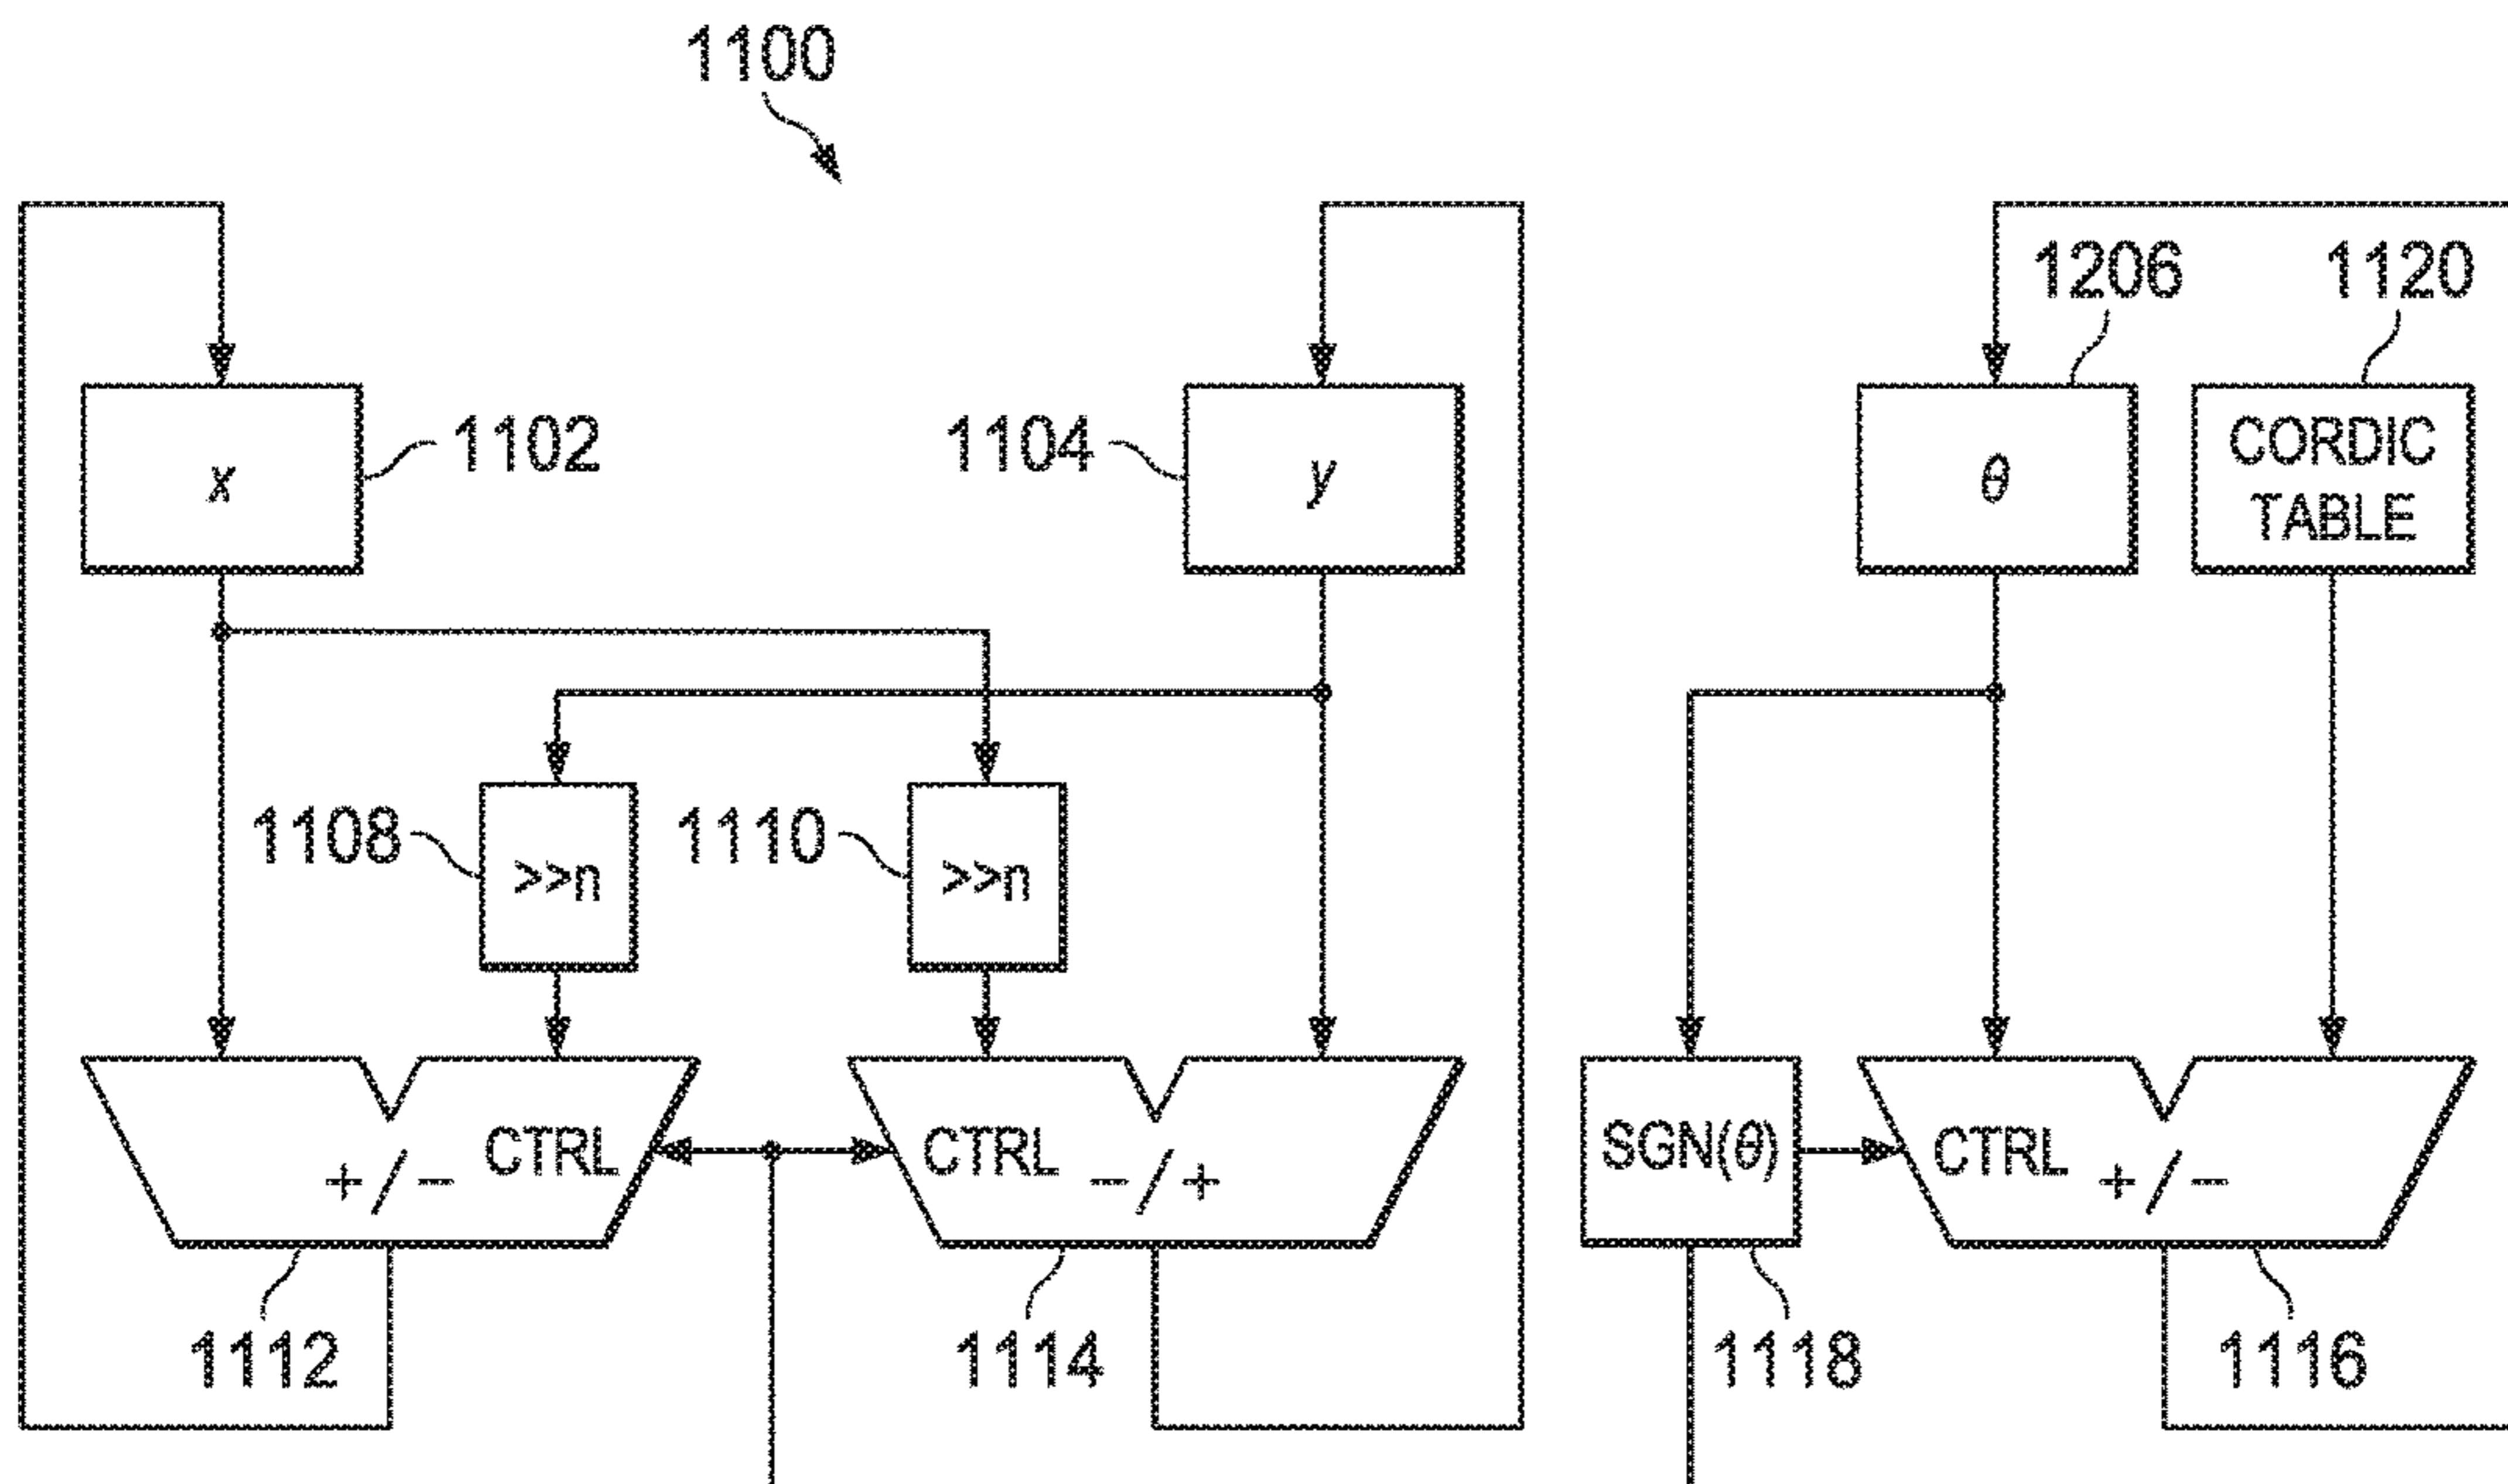 1100
1206 1120
x 1102 1104 y θ CORDIC
TABLE
1108 >>n 1110 >>n
+/− CTRL CTRL −/+ SGN(θ) CTRL +/−
1112 1114 1118 1116